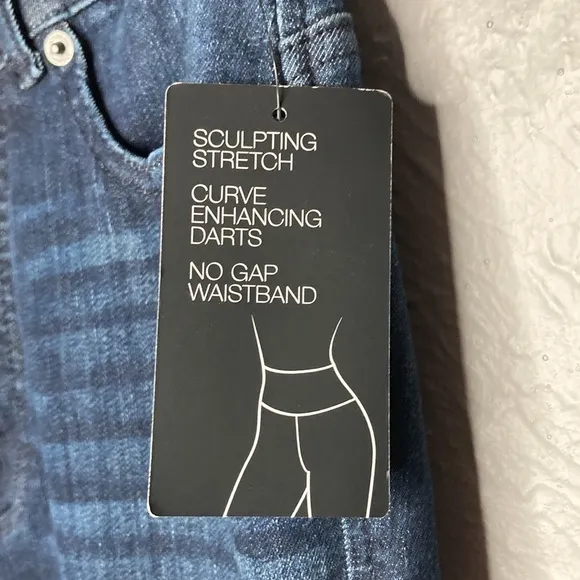 SCULPTING
STRETCH
CURVE
ENHANCING
DARTS
NO GAP
WAISTBAND